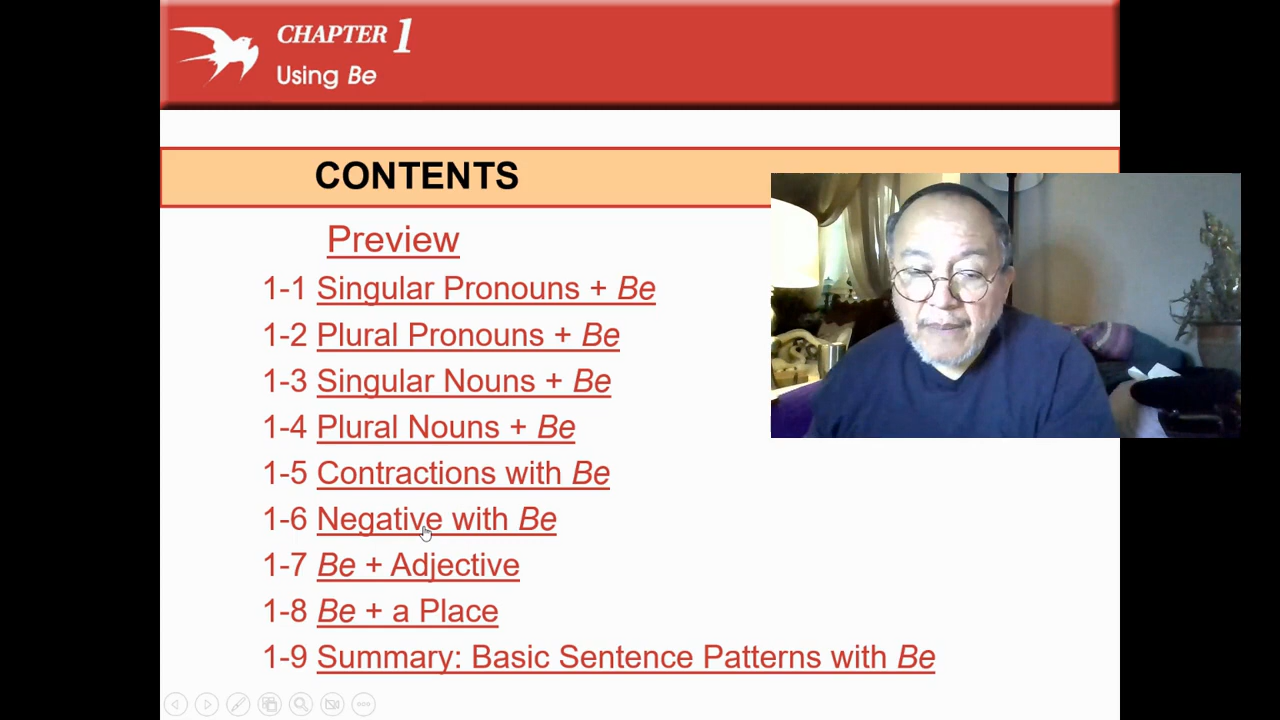 CHAPTER 1
Using Be
CONTENTS
Preview
1-1 Singular Pronouns + Be
1-2 Plural Pronouns + Be
1-3 Singular Nouns + Be
1-4 Plural Nouns + Be
1-5 Contractions with Be
1-6 Negative with Be
1-7 Be + Adjective
1-8 Be + a Place
1-9 Summary: Basic Sentence Patterns with Be